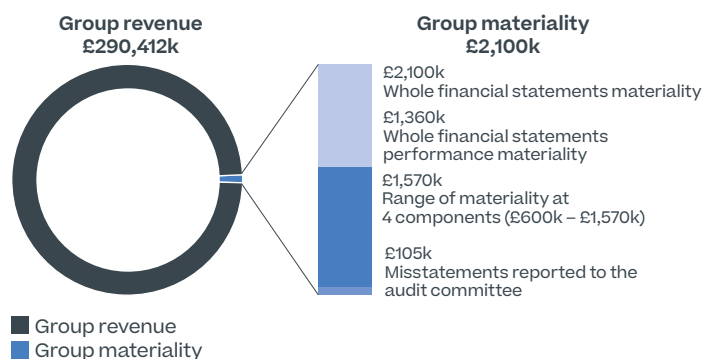 Group revenue
£290,412k
Group materiality
£2,100k
£2,100k
Whole financial statements materiality
£1,360k
Whole financial statements
performance materiality
£1,570k
Range of materiality at
4 components (£600k – £1,570k)
£105k
Misstatements reported to the
audit committee
Group revenue
Group materiality